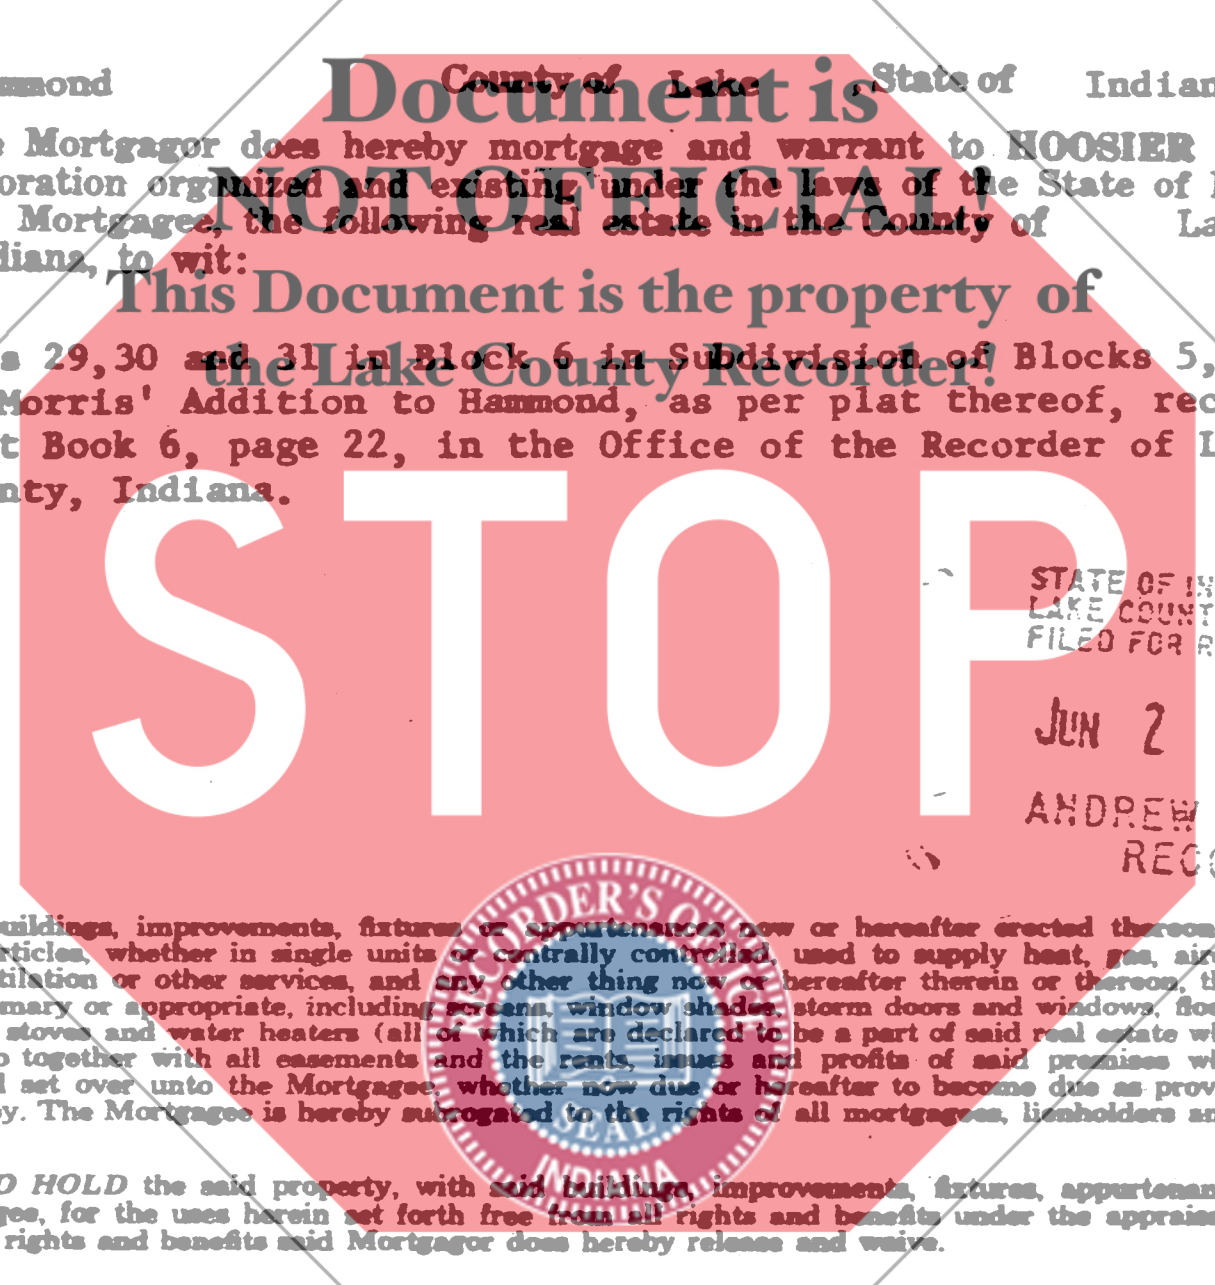 County of Lake , State of Indian
Document is
Mortgagor does hereby mortgage and warrant to HOOSIER
oration organized and existing under the laws of the State of
NOT OFFICIAL!
Mortgagee, the following real estate in the County of La
diana, to wit:
This Document is the property of
29,30 and 31 in Block 6 in Subdivision of Blocks 5,
the Lake County Recorder!
Morris' Addition to Hammond, as per plat thereof, rec
t Book 6, page 22, in the Office of the Recorder of L
nty, Indiana.
STOP
STATE OF IN
LAKE COUNT
FILED FOR R
JUN 2
ANDREW
RECO
RECORDER'S OFFICE
SEAL
INDIANA
uildings, improvements, fixtures or appurtenances now or hereafter erected thereon
rticles, whether in single units or centrally controlled, used to supply heat, gas, air
tilation or other services, and any other thing now or hereafter therein or thereon, th
mary or appropriate, including screens, window shades, storm doors and windows, floo
stoves and water heaters (all of which are declared to be a part of said real estate wh
o together with all easements and the rents, issues and profits of said premises wh
d set over unto the Mortgagee, whether now due or hereafter to become due as prov
by. The Mortgagee is hereby subrogated to the rights of all mortgagees, lienholders an
O HOLD the said property, with said buildings, improvements, fixtures, appurtenan
gee, for the uses herein set forth free from all rights and benefits under the appraise
rights and benefits said Mortgagor does hereby release and waive.